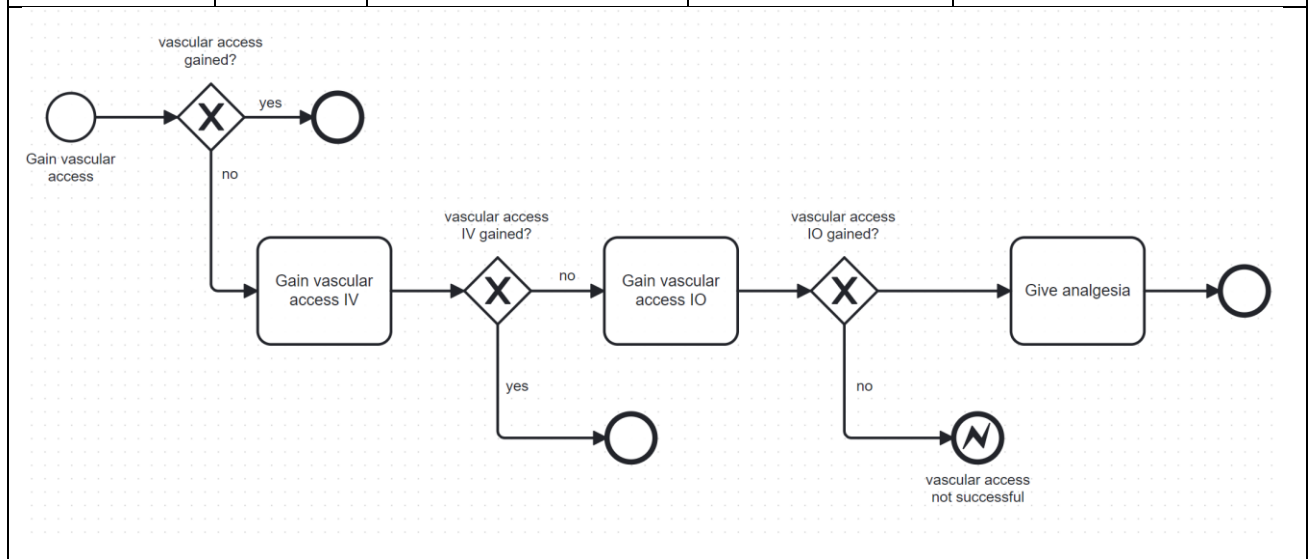 vascular access
gained?
yes
Gain vascular
access
no
vascular access
IV gained?
vascular access
IO gained?
Gain vascular
access IV
no
Gain vascular
access IO
Give analgesia
yes
no
vascular access
not successful